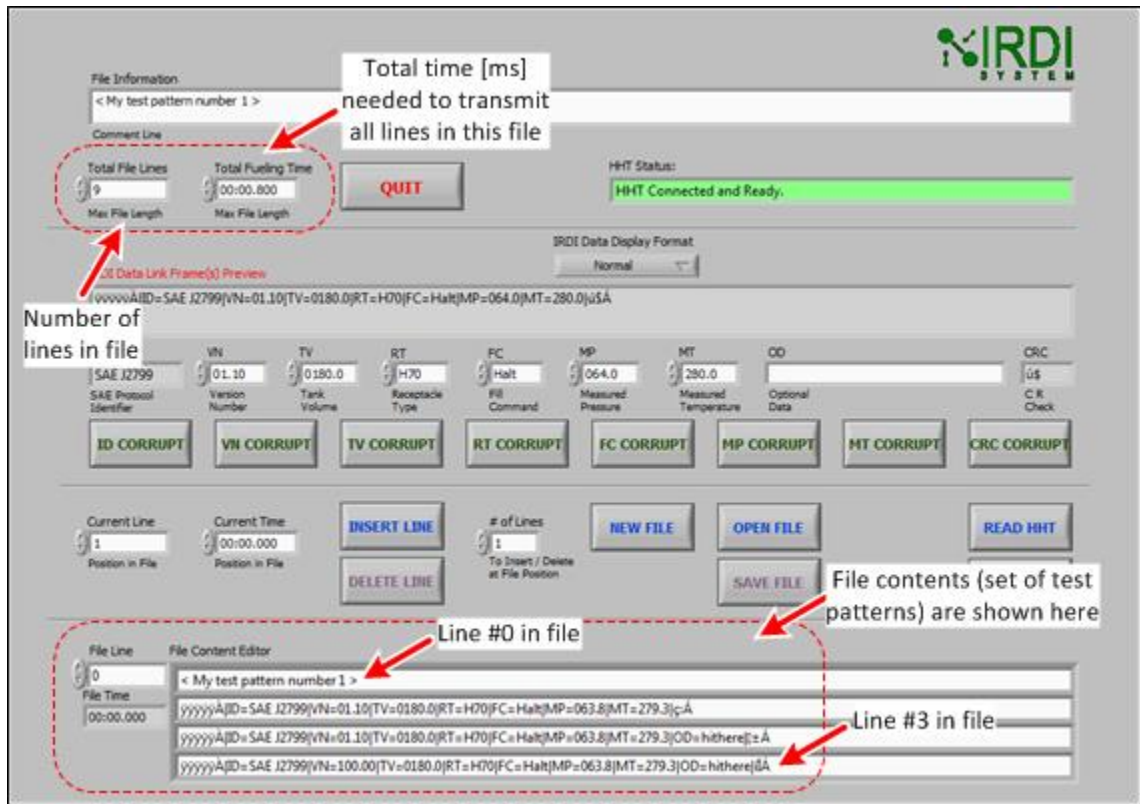 IRDI
SYSTEM
Total time [ms]
needed to transmit
all lines in this file
File Information
< My test pattern number 1 >
Comment Line
Total File Lines
Total Fueling Time
9
00:00.800
Max File Length
Max File Length
QUIT
HHT Status:
HHT Connected and Ready.
IRDI Data Display Format
Normal
DI Data Link Frame(s) Preview
ÿÿÿÿÿÀ|ID=SAE J2799|VN=01.10|TV=0180.0|RT=H70|FC=Halt|MP=064.0|MT=280.0|ú$Á
Number of
lines in file
VN
TV
RT
FC
MP
MT
OD
CRC
SAE J2799
01.10
0180.0
H70
Halt
064.0
280.0
ú$
SAE Protocol
Identifier
Version
Number
Tank
Volume
Receptacle
Type
Fill
Command
Measured
Pressure
Measured
Temperature
Optional
Data
C R
Check
ID CORRUPT
VN CORRUPT
TV CORRUPT
RT CORRUPT
FC CORRUPT
MP CORRUPT
MT CORRUPT
CRC CORRUPT
Current Line
Current Time
1
00:00.000
Position in File
Position in File
INSERT LINE
DELETE LINE
# of Lines
1
To Insert / Delete
at File Position
NEW FILE
OPEN FILE
READ HHT
SAVE FILE
File contents (set of test
patterns) are shown here
Line #0 in file
File Line
File Content Editor
0
< My test pattern number 1 >
File Time
00:00.000
ÿÿÿÿÿÀ|ID=SAE J2799|VN=01.10|TV=0180.0|RT=H70|FC=Halt|MP=063.8|MT=279.3|
Line #3 in file
ÿÿÿÿÿÀ|ID=SAE J2799|VN=01.10|TV=0180.0|RT=H70|FC=Halt|MP=063.8|MT=279.3|OD=hithere|
ÿÿÿÿÿÀ|ID=SAE J2799|VN=100.00|TV=0180.0|RT=H70|FC=Halt|MP=063.8|MT=279.3|OD=hithere|